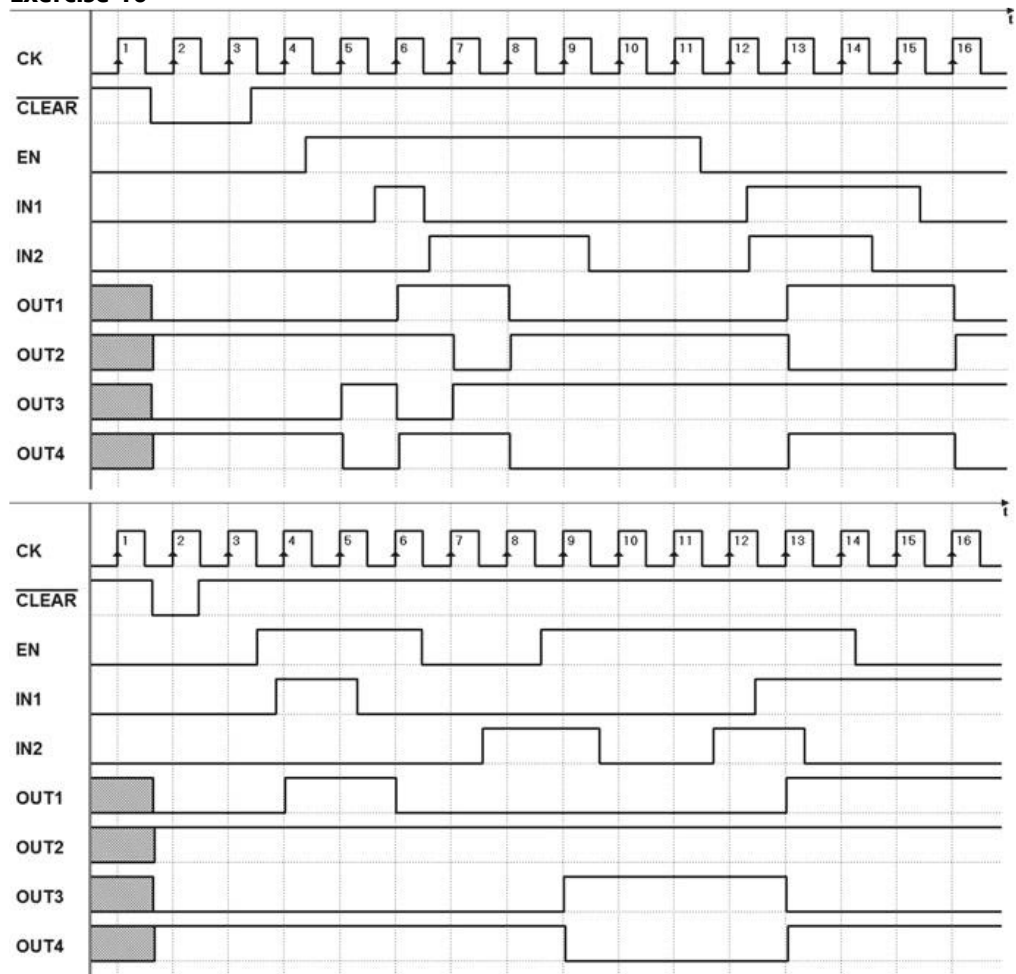 Exercise 10
t
CK 1 2 3 4 5 6 7 8 9 10 11 12 13 14 15 16
CLEAR
EN
IN1
IN2
OUT1
OUT2
OUT3
OUT4
t
CK 1 2 3 4 5 6 7 8 9 10 11 12 13 14 15 16
CLEAR
EN
IN1
IN2
OUT1
OUT2
OUT3
OUT4